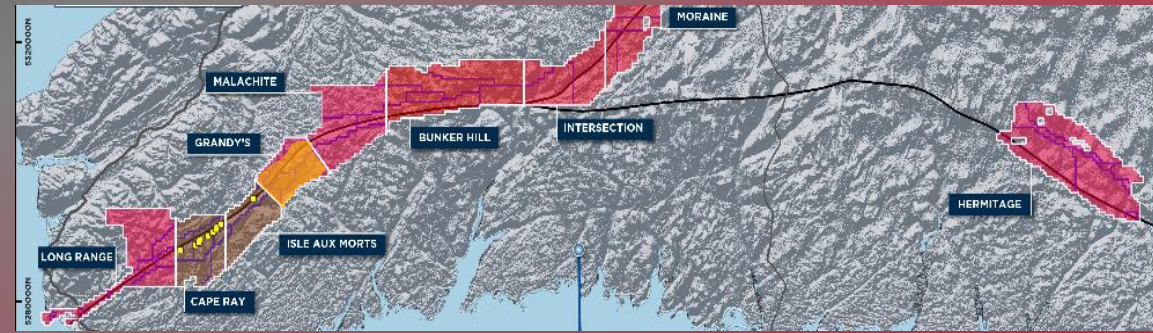 MORAINE
5320000N
MALACHITE
GRANDY'S
BUNKER HILL
INTERSECTION
HERMITAGE
ISLE AUX MORTS
LONG RANGE
CAPE RAY
5280000N